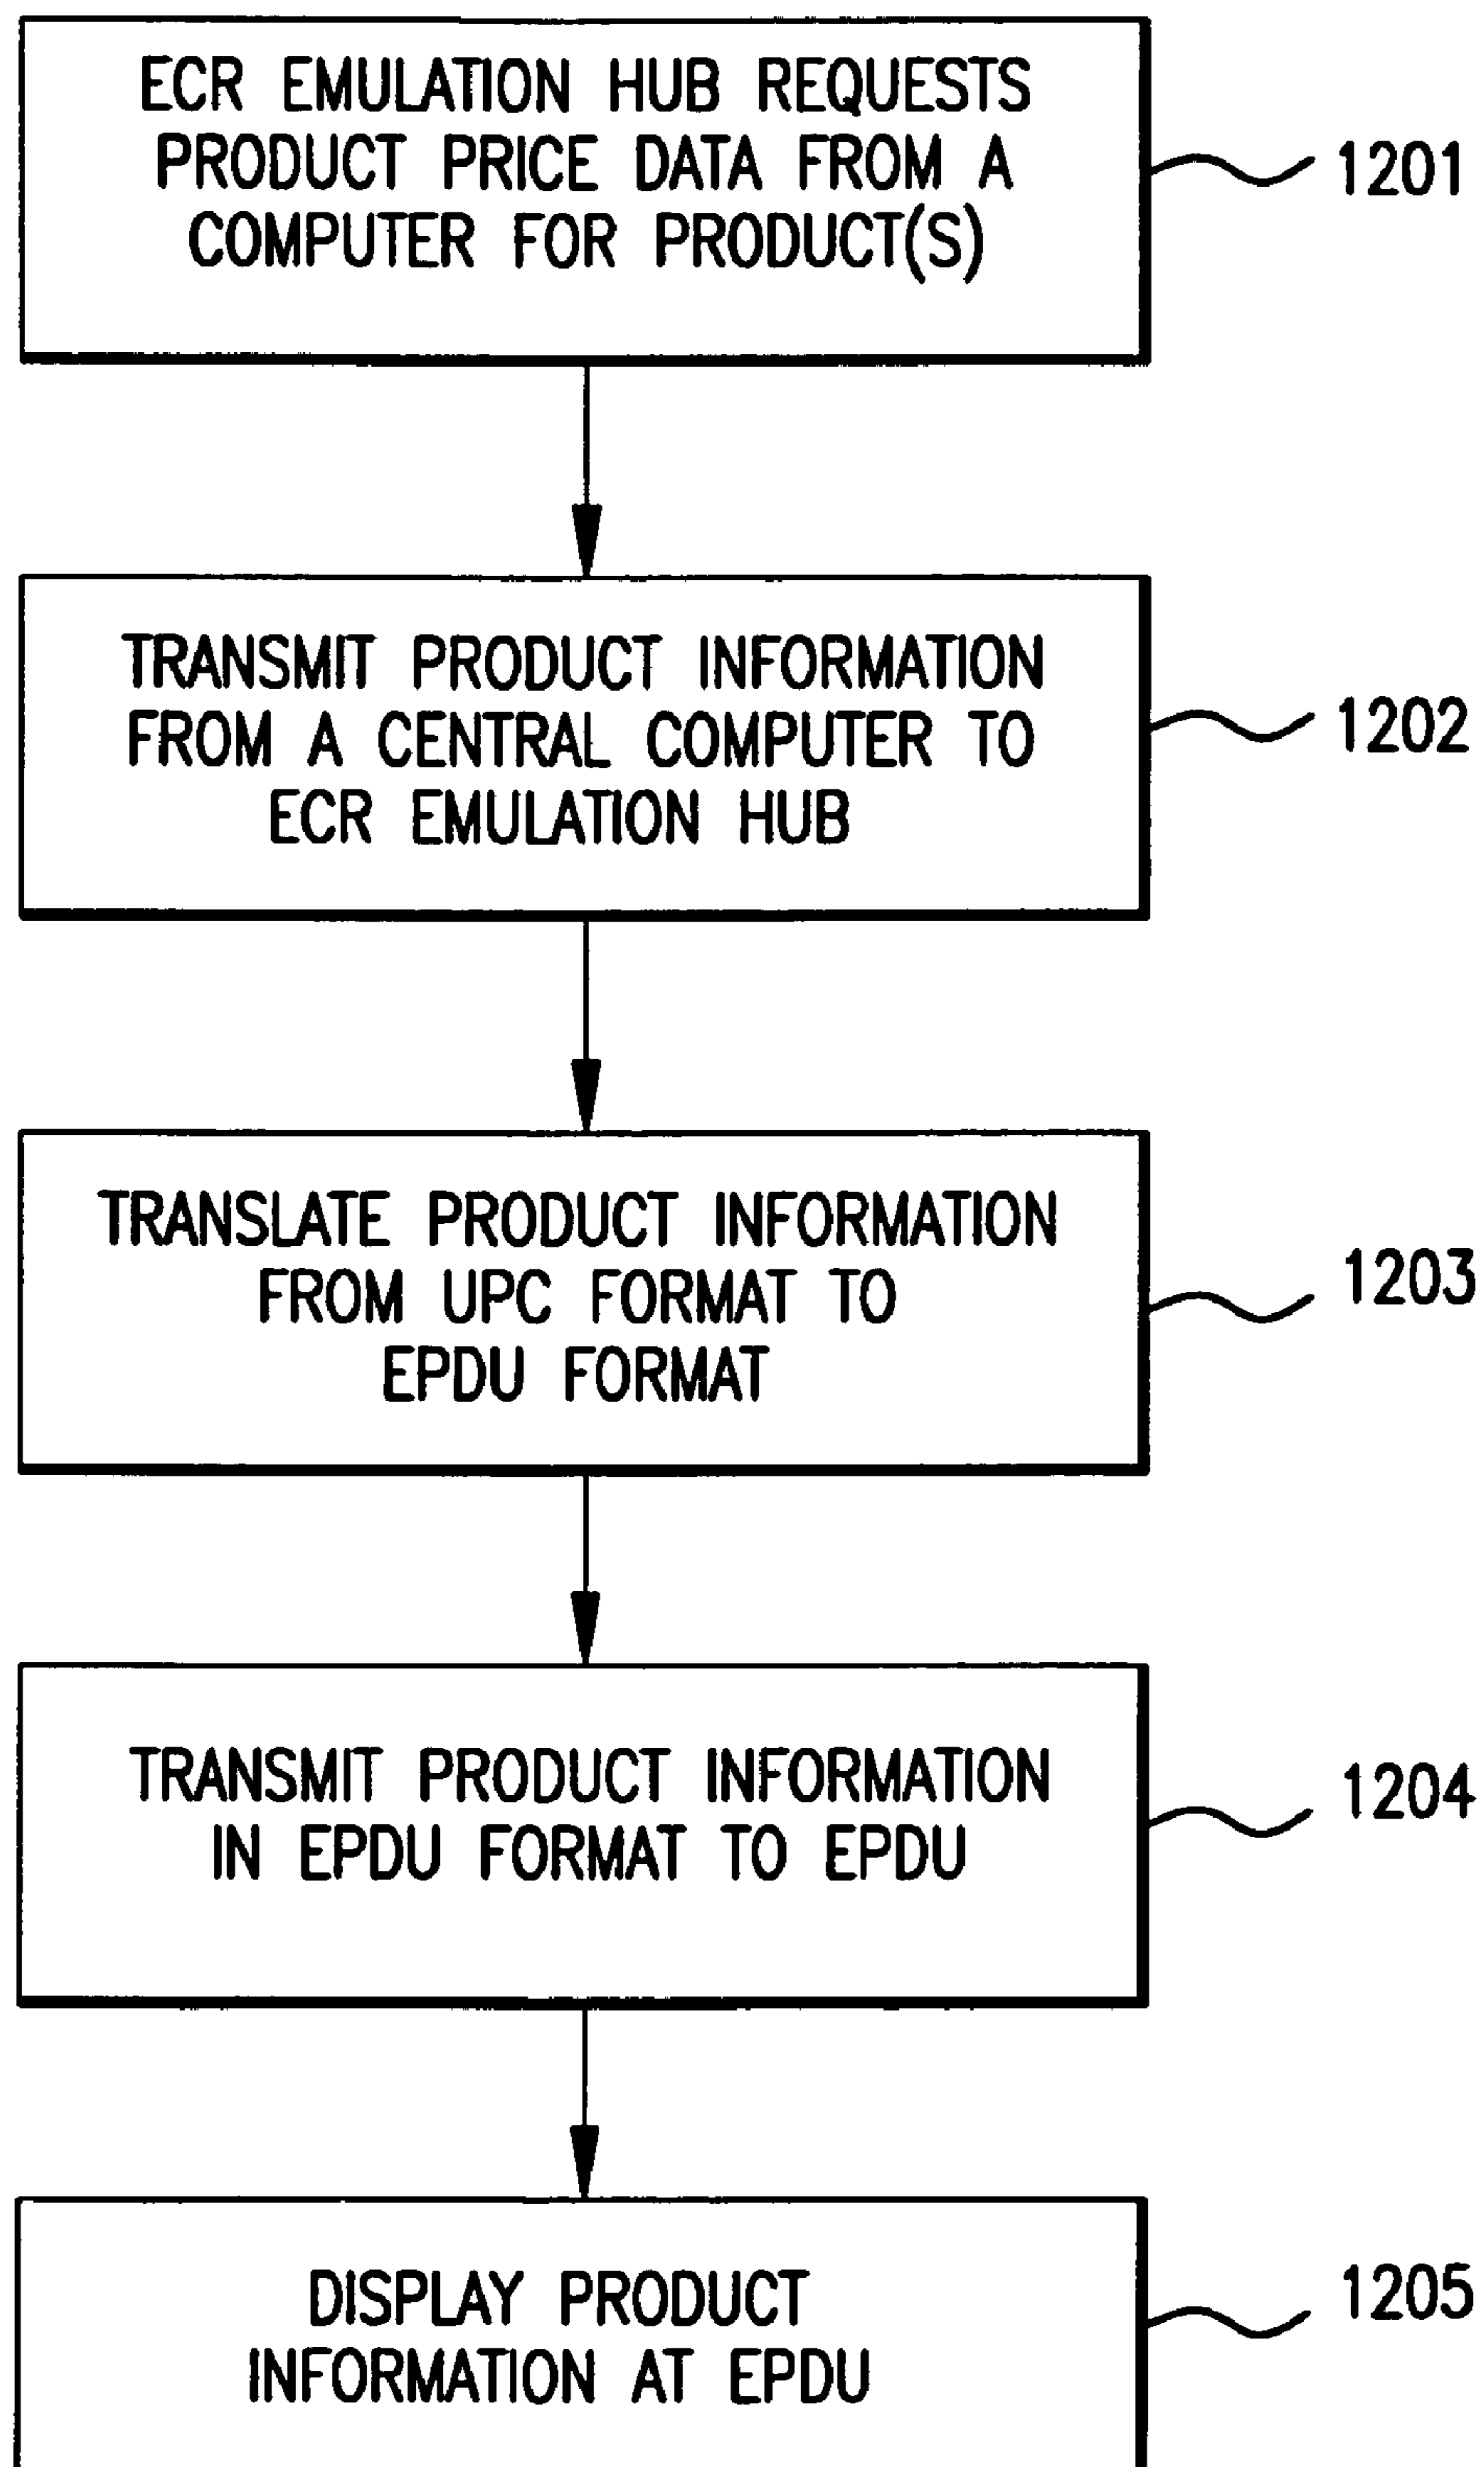 ECR EMULATION HUB REQUESTS
PRODUCT PRICE DATA FROM A
COMPUTER FOR PRODUCT(S)
1201
TRANSMIT PRODUCT INFORMATION
FROM A CENTRAL COMPUTER TO
ECR EMULATION HUB
1202
TRANSLATE PRODUCT INFORMATION
FROM UPC FORMAT TO
EPDU FORMAT
1203
TRANSMIT PRODUCT INFORMATION
IN EPDU FORMAT TO EPDU
1204
DISPLAY PRODUCT
INFORMATION AT EPDU
1205